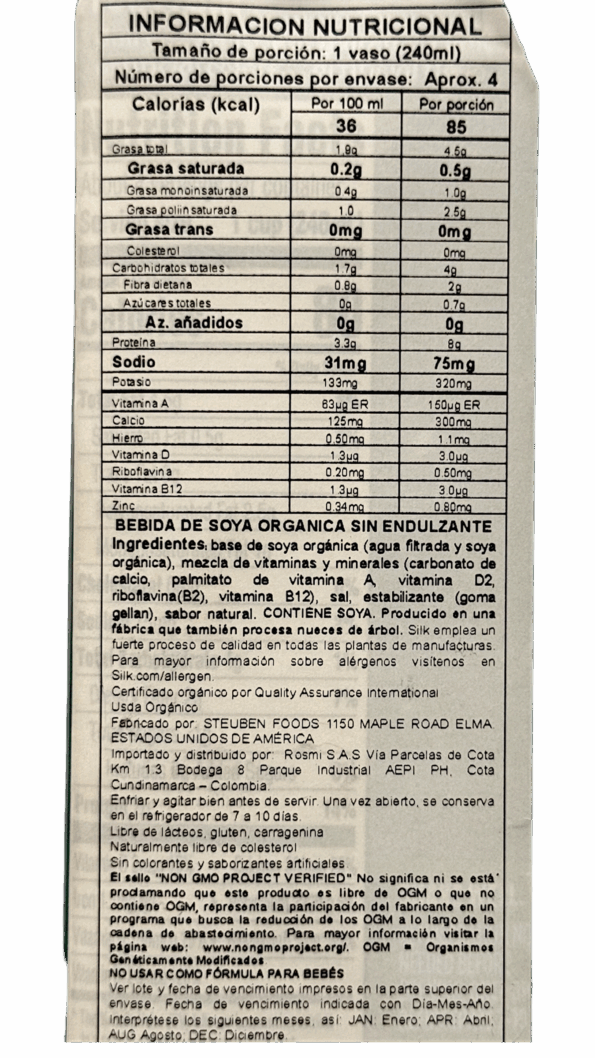 INFORMACION NUTRICIONAL
Tamaño de porción: 1 vaso (240ml)
Número de porciones por envase: Aprox. 4
Calorías (kcal) Por 100 ml Por porción
36 85
Grasa total 1.9g 4.5g
Grasa saturada 0.2g 0.5g
Grasa monoinsaturada 0.4g 1.0g
Grasa poliinsaturada 1.0 2.5g
Grasa trans 0mg 0mg
Colesterol 0mg 0mg
Carbohidratos totales 1.7g 4g
Fibra dietana 0.8g 2g
Azúcares totales 0g 0.7g
Az. añadidos 0g 0g
Proteína 3.3g 8g
Sodio 31mg 75mg
Potasio 133mg 320mg
Vitamina A 63µg ER 150µg ER
Calcio 125mg 300mg
Hierro 0.50mg 1.1mg
Vitamina D 1.3µg 3.0µg
Riboflavina 0.20mg 0.50mg
Vitamina B12 1.3µg 3.0µg
Zinc 0.34mg 0.80mg
BEBIDA DE SOYA ORGANICA SIN ENDULZANTE
Ingredientes: base de soya orgánica (agua filtrada y soya
orgánica), mezcla de vitaminas y minerales (carbonato de
calcio, palmitato de vitamina A, vitamina D2,
riboflavina(B2), vitamina B12), sal, estabilizante (goma
gellan), sabor natural. CONTIENE SOYA. Producido en una
fábrica que también procesa nueces de árbol. Silk emplea un
fuerte proceso de calidad en todas las plantas de manufacturas.
Para mayor información sobre alérgenos visítenos en
Silk.com/allergen.
Certificado orgánico por Quality Assurance International
Usda Orgánico
Fabricado por: STEUBEN FOODS 1150 MAPLE ROAD ELMA.
ESTADOS UNIDOS DE AMÉRICA
Importado y distribuido por: Rosmi S.A.S Vía Parcelas de Cota
Km 1.3 Bodega 8 Parque Industrial AEPI PH, Cota
Cundinamarca – Colombia.
Enfriar y agitar bien antes de servir. Una vez abierto, se conserva
en el refrigerador de 7 a 10 días.
Libre de lácteos, gluten, carragenina
Naturalmente libre de colesterol
Sin colorantes y saborizantes artificiales
El sello "NON GMO PROJECT VERIFIED" No significa ni se está
proclamando que este producto es libre de OGM o que no
contiene OGM, representa la participación del fabricante en un
programa que busca la reducción de los OGM a lo largo de la
cadena de abastecimiento. Para mayor información visitar la
página web: www.nongmoproject.org/. OGM = Organismos
Genéticamente Modificados
NO USAR COMO FÓRMULA PARA BEBÉS
Ver lote y fecha de vencimiento impresos en la parte superior del
envase. Fecha de vencimiento indicada con Día-Mes-Año.
Interprétese los siguientes meses, así: JAN: Enero; APR: Abril;
AUG Agosto; DEC: Diciembre.